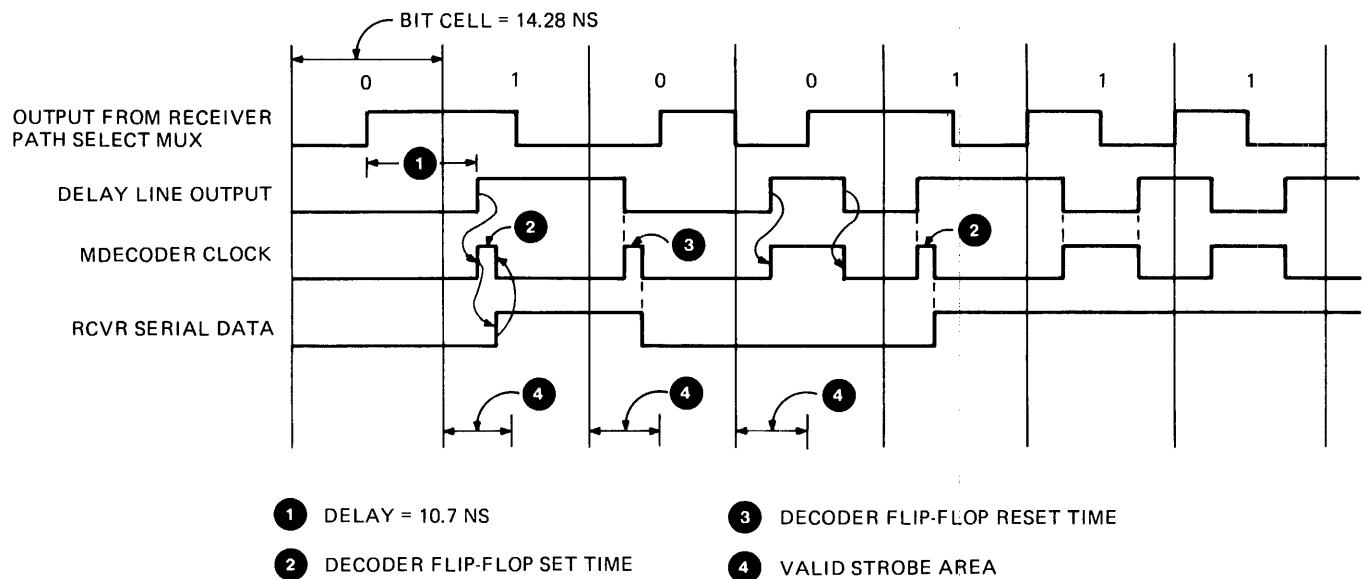 BIT CELL = 14.28 NS
0 1 0 0 1 1 1
OUTPUT FROM RECEIVER
PATH SELECT MUX
1
DELAY LINE OUTPUT
2
3
2
MDECODER CLOCK
RCVR SERIAL DATA
4
4
4
1 DELAY = 10.7 NS
3 DECODER FLIP-FLOP RESET TIME
2 DECODER FLIP-FLOP SET TIME
4 VALID STROBE AREA